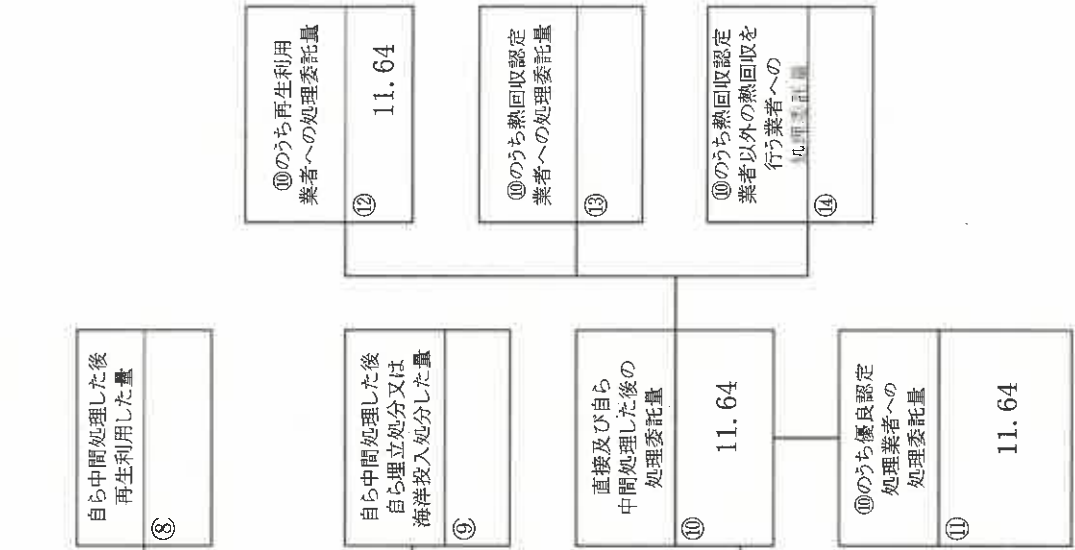 自ら中間処理した後
再生利用した量
⑧
自ら中間処理した後
自ら埋立処分又は
海洋投入処分した量
⑨
直接及び自ら
中間処理した後の
処理委託量
⑩
11.64
⑩のうち優良認定
処理業者への
処理委託量
⑪
11.64
⑩のうち再生利用
業者への処理委託量
⑫
11.64
⑩のうち熱回収認定
業者への処理委託量
⑬
⑩のうち熱回収認定
業者以外の熱回収を
行う業者への
処理委託量
⑭